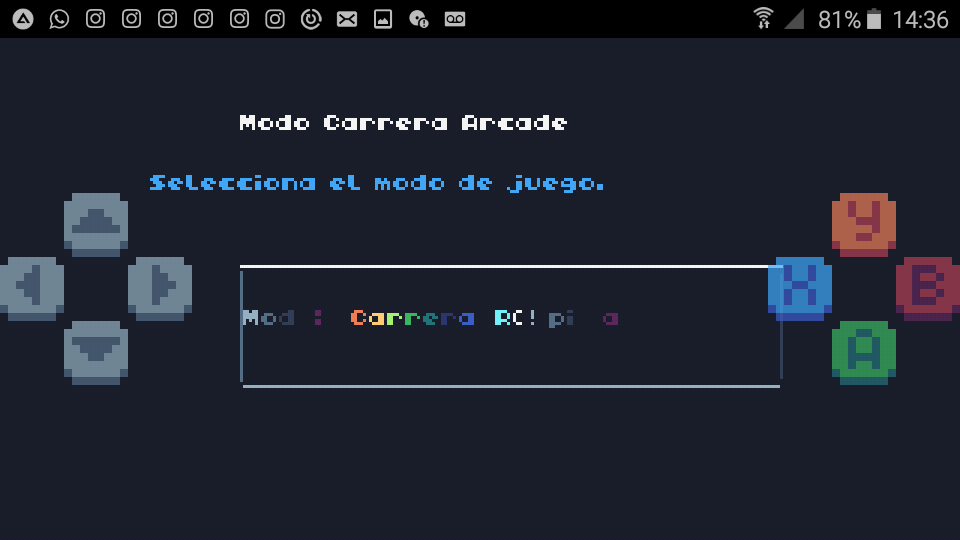 81% 14:36
Modo Carrera Arcade
Selecciona el modo de juego.
Y
X B
Mod : Carrera RC! pi a
A